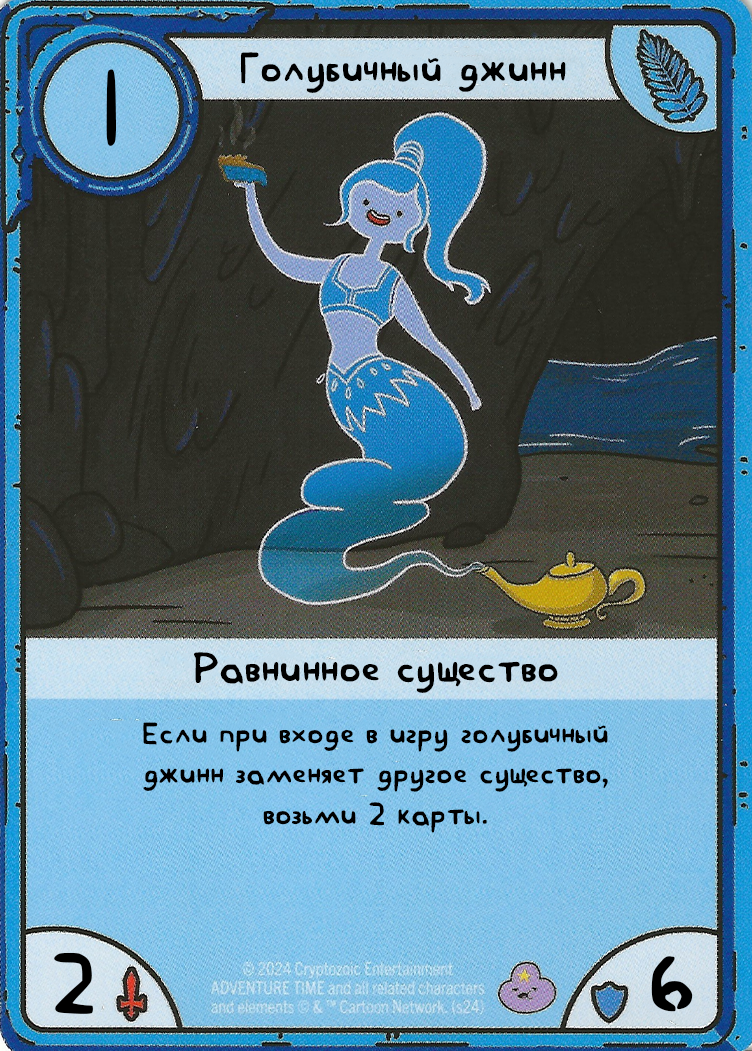 1
Голубичный джинн
Равнинное существо
Если при входе в игру голубичный
джинн заменяет другое существо,
возьми 2 карты.
2
© 2024 Cryptozoic Entertainment
ADVENTURE TIME and all related characters
and elements © & ™ Cartoon Network. (s24)
6